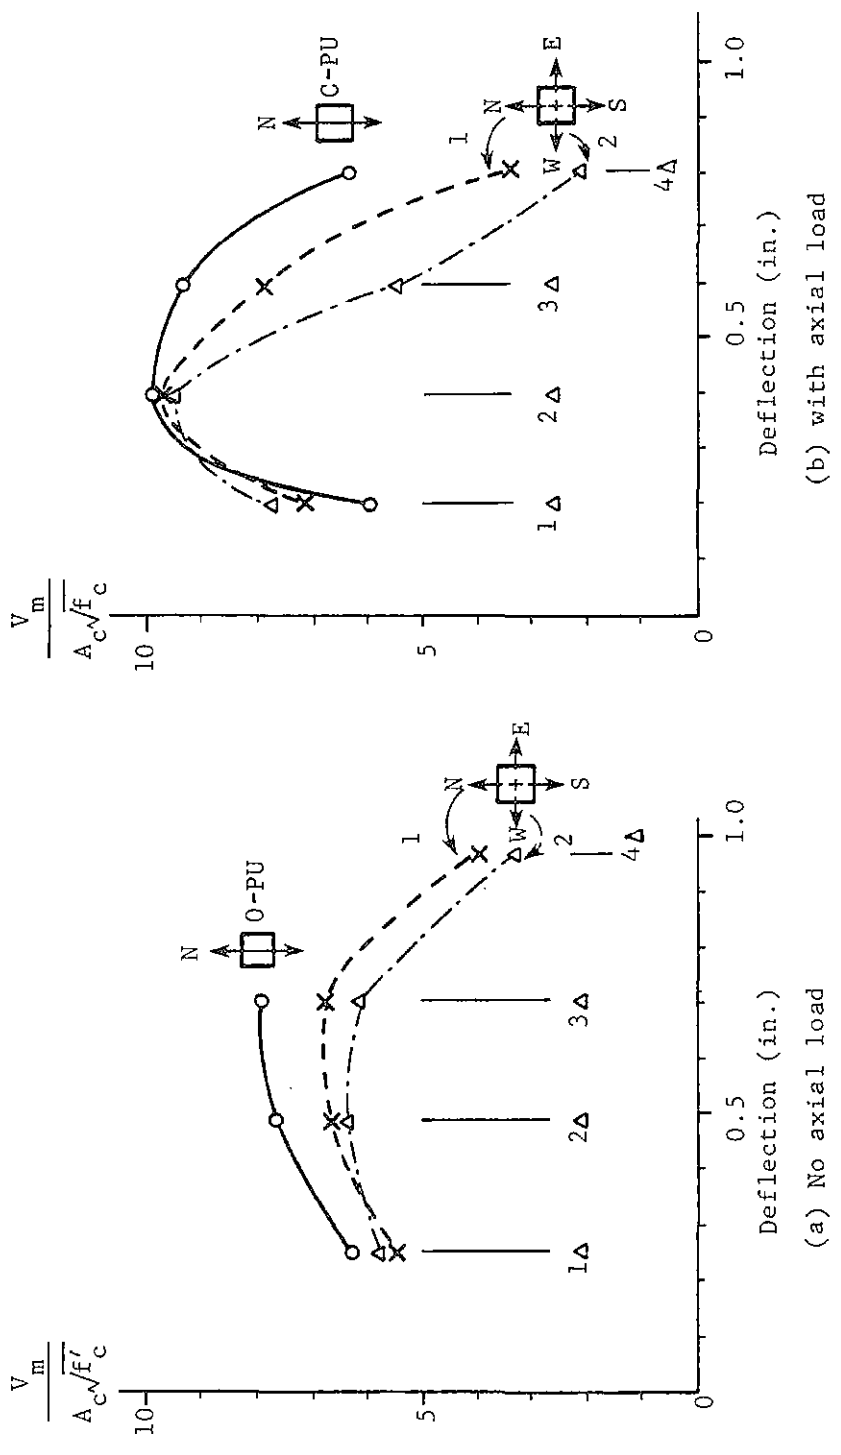 V_m
A_c√f'_c
10
5
0
0.5
1.0
N
O-PU
1
N
W
E
S
2
1Δ
2Δ
3Δ
4Δ
Deflection (in.)
(a) No axial load
V_m
A_c√f_c
10
5
0
0.5
1.0
N
C-PU
1
N
W
E
S
2
1Δ
2Δ
3Δ
4Δ
Deflection (in.)
(b) with axial load